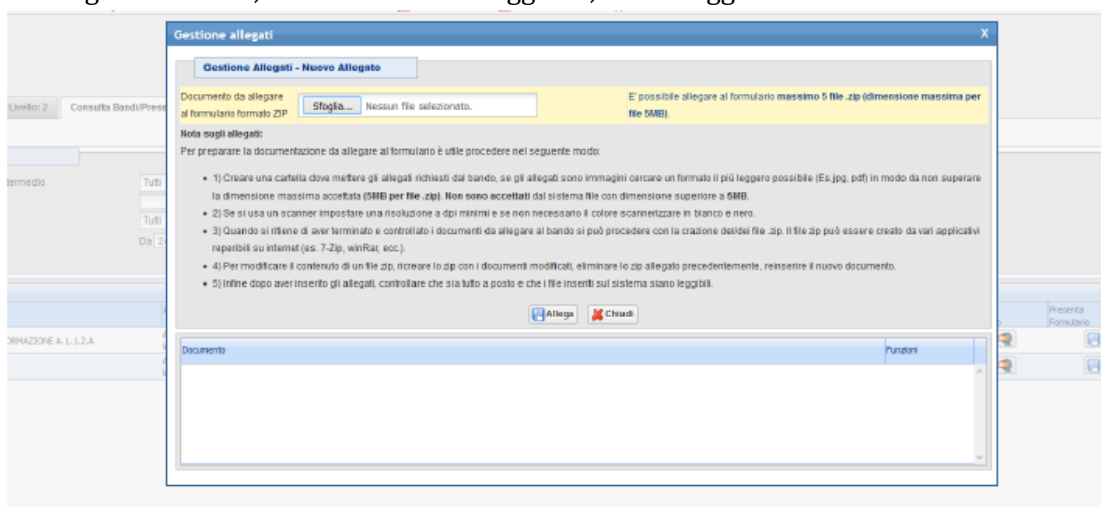 Gestione allegati X
Gestione Allegati - Nuovo Allegato
Documento da allegare
al formulario formato ZIP
Sfoglia... Nessun file selezionato.
E' possibile allegare al formulario massimo 5 file .zip (dimensione massima per
file 5MB).
Nota sugli allegati:
Per preparare la documentazione da allegare al formulario è utile procedere nel seguente modo:
• 1) Creare una cartella dove mettere gli allegati richiesti dal bando, se gli allegati sono immagini cercare un formato il più leggero possibile (Es.jpg, pdf) in modo da non superare
la dimensione massima accettata (5MB per file .zip). Non sono accettati dal sistema file con dimensione superiore a 5MB.
• 2) Se si usa un scanner impostare una risoluzione a dpi minimi e se non necessario il colore scannerizzare in bianco e nero.
• 3) Quando si ritiene di aver terminato e controllato i documenti da allegare al bando si può procedere con la crazione del/dei file .zip. Il file zip può essere creato da vari applicativi
reperibili su internet (es. 7-Zip, winRar, ecc.).
• 4) Per modificare il contenuto di un file zip, ricreare lo zip con i documenti modificati, eliminare lo zip allegato precedentemente, reinserire il nuovo documento.
• 5) Infine dopo aver inserito gli allegati, controllare che sia tutto a posto e che i file inseriti sul sistema siano leggibili.
Allega Chiudi
Documento Funzioni
Livello: 2 Consulta Bandi/Prese
termedio Tutti
Tutti
Da
Presenta
Formulario
ORMAZIONE A.1.1.2.A